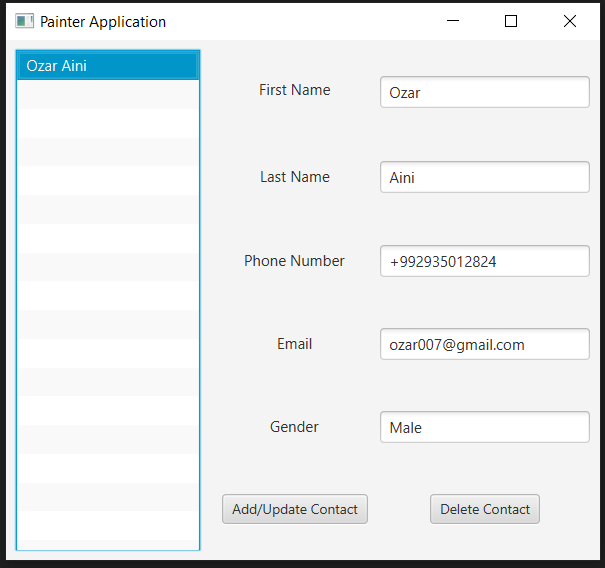 Painter Application
Ozar Aini
First Name
Ozar
Last Name
Aini
Phone Number
+992935012824
Email
ozar007@gmail.com
Gender
Male
Add/Update Contact
Delete Contact